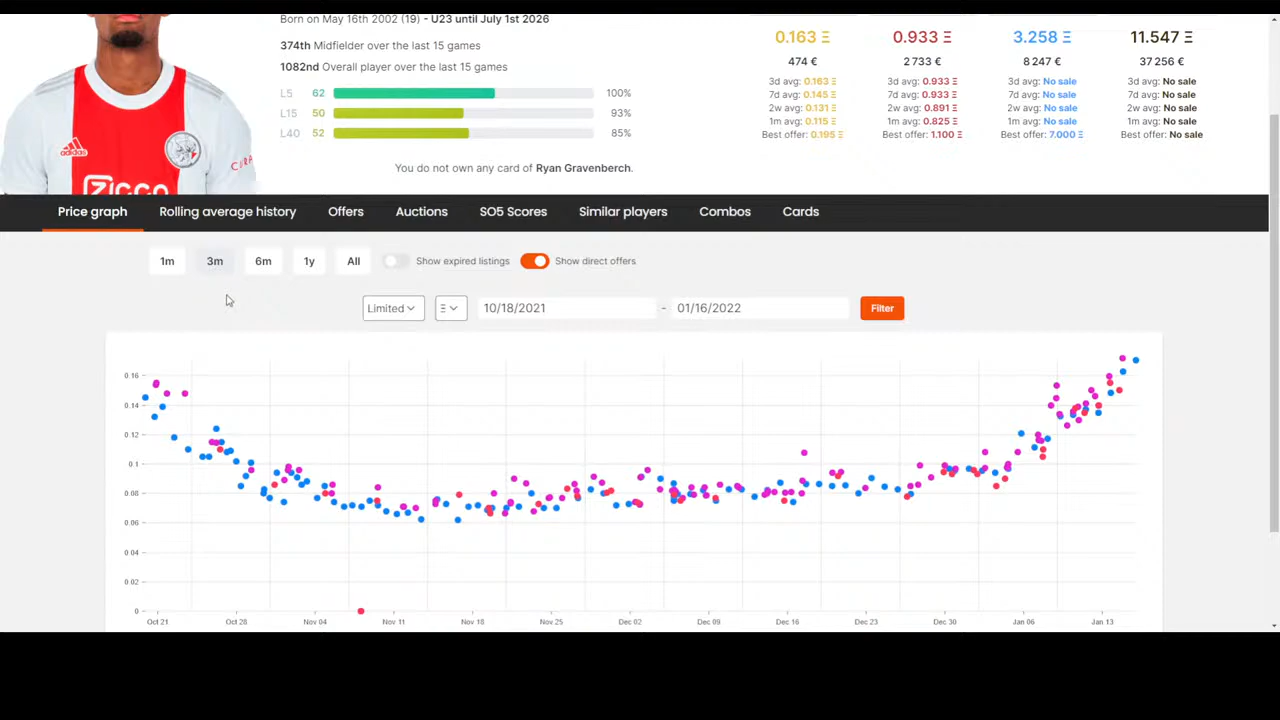 Born on May 16th 2002 (19) - U23 until July 1st 2026
374th Midfielder over the last 15 games
1082nd Overall player over the last 15 games
L5 62 100%
L15 50 93%
L40 52 85%
You do not own any card of Ryan Gravenberch.
0.163 Ξ 0.933 Ξ 3.258 Ξ 11.547 Ξ
474 € 2 733 € 8 247 € 37 256 €
3d avg: 0.163 Ξ 3d avg: 0.933 Ξ 3d avg: No sale 3d avg: No sale
7d avg: 0.145 Ξ 7d avg: 0.933 Ξ 7d avg: No sale 7d avg: No sale
2w avg: 0.131 Ξ 2w avg: 0.891 Ξ 2w avg: No sale 2w avg: No sale
1m avg: 0.115 Ξ 1m avg: 0.825 Ξ 1m avg: No sale 1m avg: No sale
Best offer: 0.195 Ξ Best offer: 1.100 Ξ Best offer: 7.000 Ξ Best offer: No sale
adidas
ZIGGO
Price graph Rolling average history Offers Auctions SO5 Scores Similar players Combos Cards
1m 3m 6m 1y All Show expired listings Show direct offers
Limited Ξ 10/18/2021 - 01/16/2022 Filter
0.16
0.14
0.12
0.1
0.08
0.06
0.04
0.02
0
Oct 21 Oct 28 Nov 04 Nov 11 Nov 18 Nov 25 Dec 02 Dec 09 Dec 16 Dec 23 Dec 30 Jan 06 Jan 13